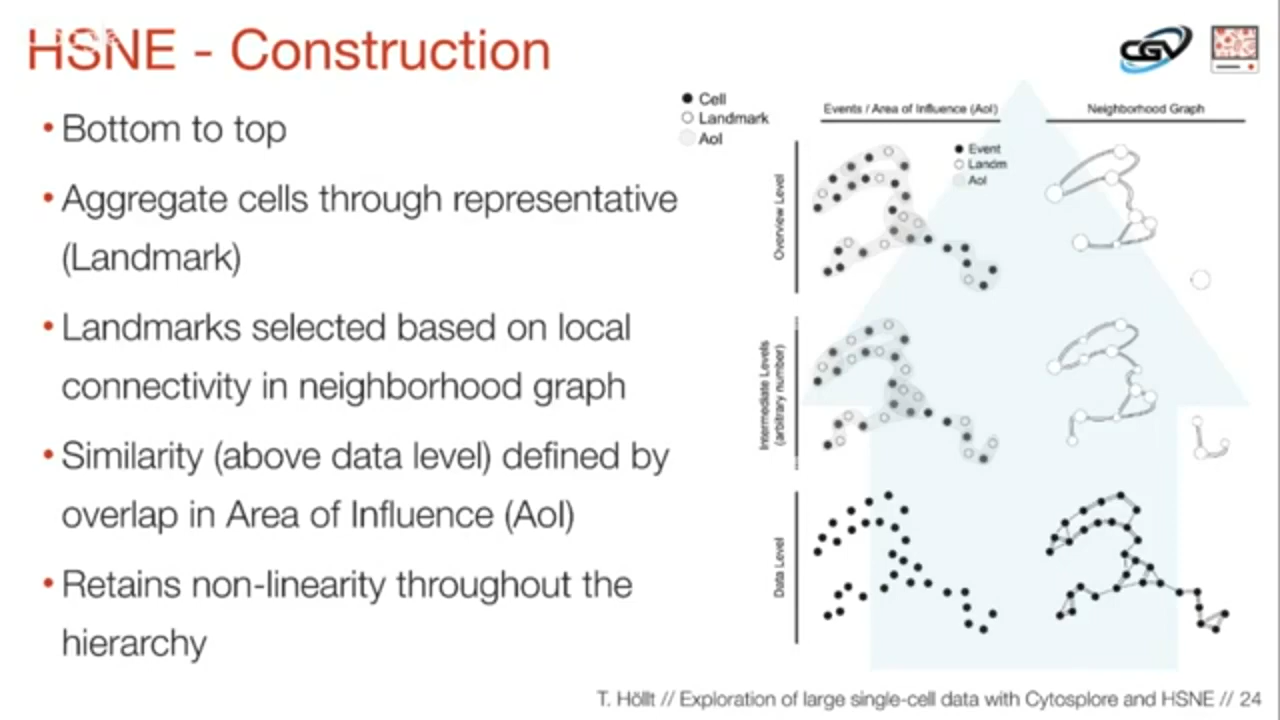 HSNE - Construction
CGV
• Bottom to top
• Aggregate cells through representative
(Landmark)
• Landmarks selected based on local
connectivity in neighborhood graph
• Similarity (above data level) defined by
overlap in Area of Influence (AoI)
• Retains non-linearity throughout the
hierarchy
Cell
Landmark
AoI
Events / Area of Influence (AoI)
Neighborhood Graph
Event
Landm
AoI
Overview Level
Intermediate Levels
(arbitrary number)
Data Level
T. Höllt // Exploration of large single-cell data with Cytosplore and HSNE // 24